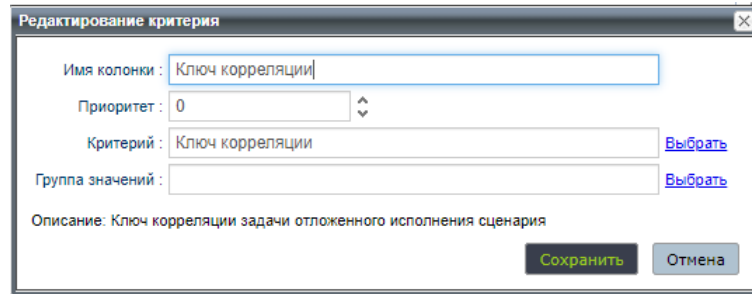 Редактирование критерия
Имя колонки : Ключ корреляции
Приоритет : 0
Критерий : Ключ корреляции Выбрать
Группа значений : Выбрать
Описание: Ключ корреляции задачи отложенного исполнения сценария
Сохранить Отмена